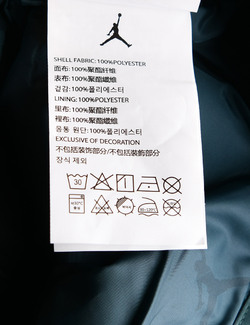 SHELL FABRIC: 100%POLYESTER
面布: 100%聚酯纤维
表布: 100%聚酯纖維
겉감: 100%폴리에스터
LINING: 100%POLYESTER
里布: 100%聚酯纤维
裡布: 100%聚酯纖維
몸통 안감: 100%폴리에스터
EXCLUSIVE OF DECORATION
不包括装饰部分/不包括裝飾部分
장식 제외
30